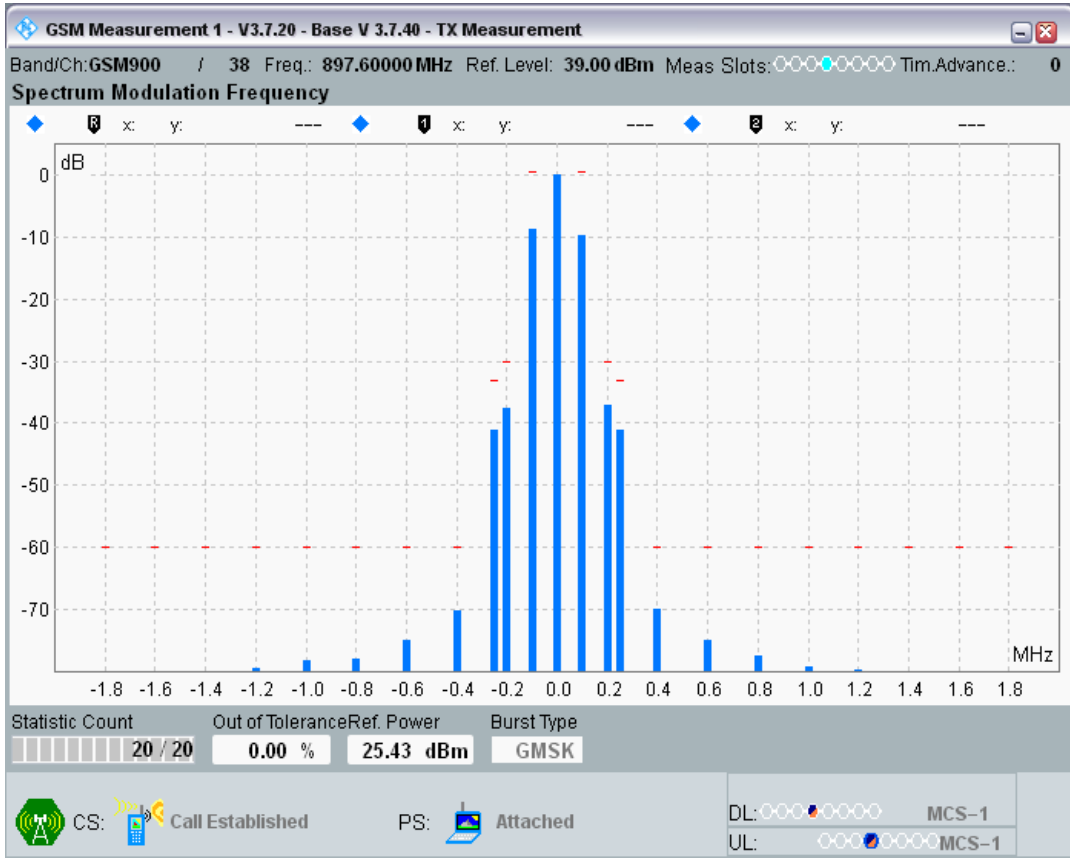 GSM Measurement 1 - V3.7.20 - Base V 3.7.40 - TX Measurement
Band/Ch:GSM900 / 38 Freq.: 897.60000 MHz Ref. Level: 39.00 dBm Meas Slots: Tim.Advance.: 0
Spectrum Modulation Frequency
R x: y: --- 1 x: y: --- 2 x: y: ---
dB
0
-10
-20
-30
-40
-50
-60
-70
MHz
-1.8 -1.6 -1.4 -1.2 -1.0 -0.8 -0.6 -0.4 -0.2 0.0 0.2 0.4 0.6 0.8 1.0 1.2 1.4 1.6 1.8
Statistic Count Out of Tolerance Ref. Power Burst Type
20 / 20 0.00 % 25.43 dBm GMSK
CS: Call Established PS: Attached
DL: MCS-1
UL: MCS-1